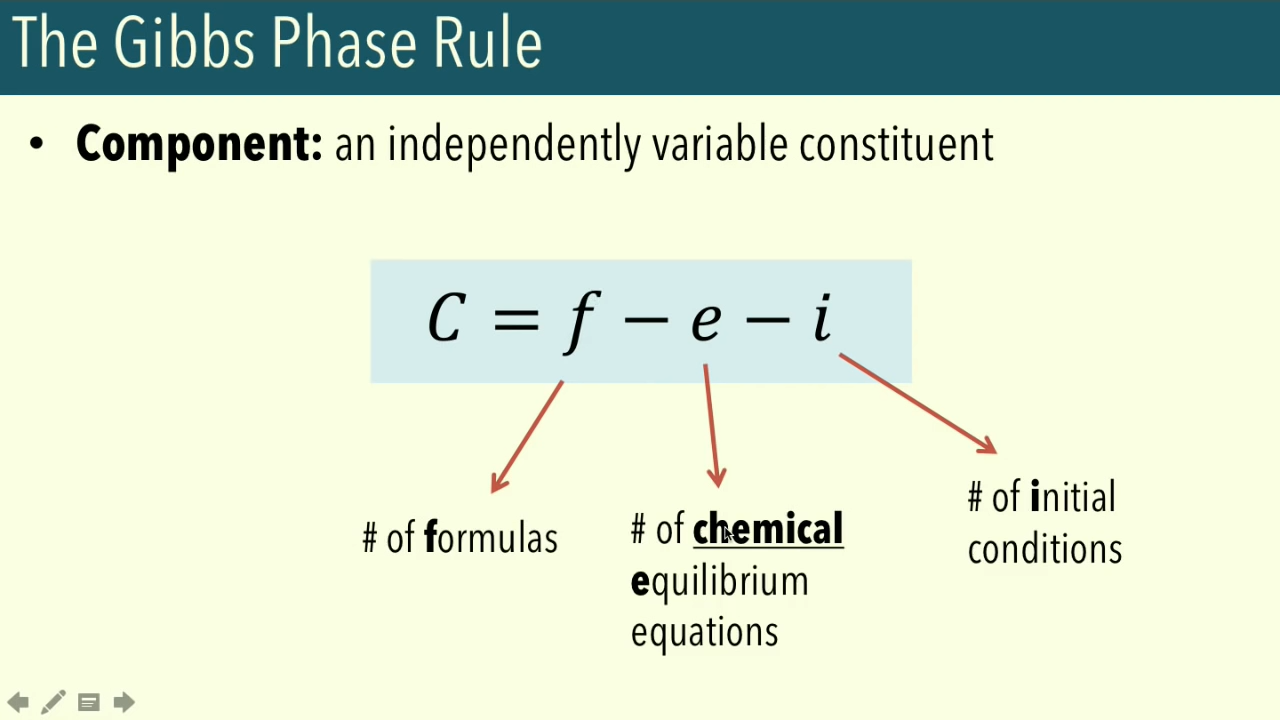 The Gibbs Phase Rule
• Component: an independently variable constituent
C = f − e − i
# of formulas
# of chemical
equilibrium
equations
# of initial
conditions